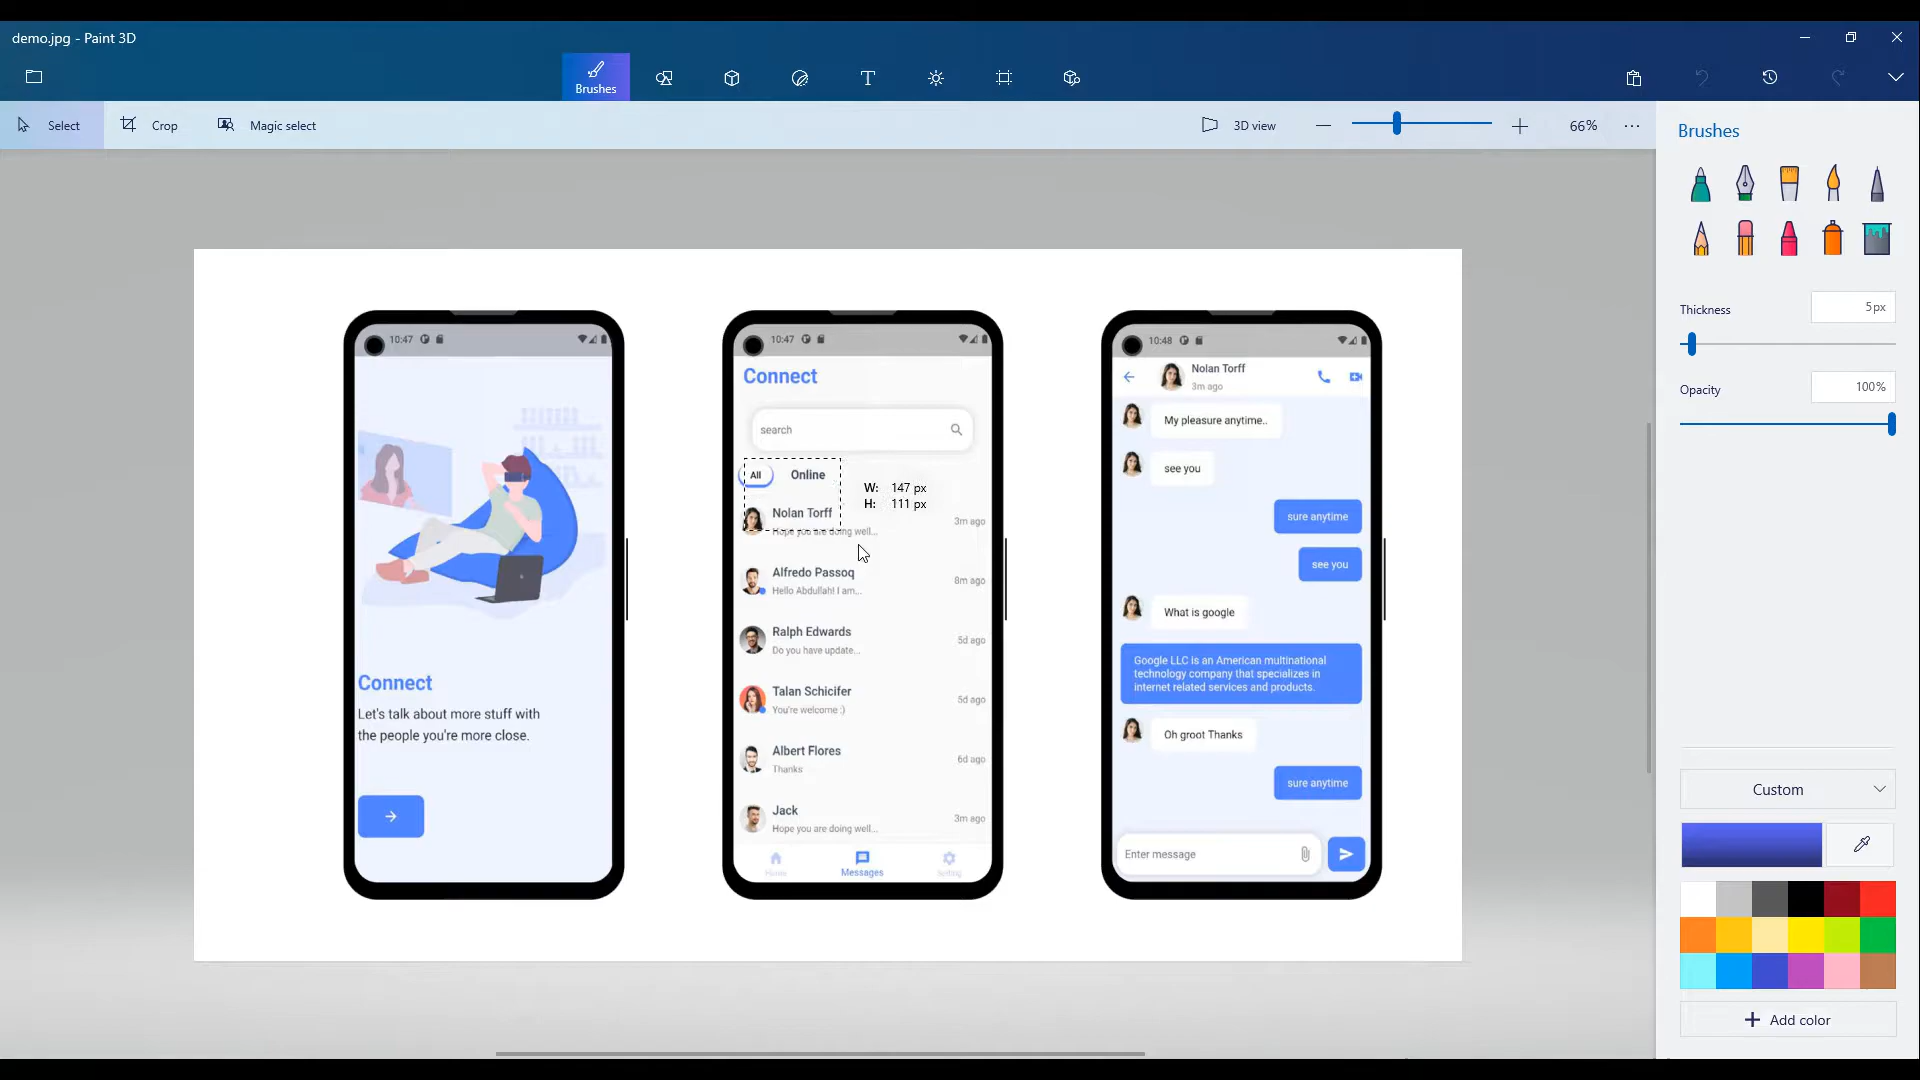 demo.jpg - Paint 3D
Brushes
Select
Crop
Magic select
3D view
66%
Brushes
Thickness
5px
Opacity
100%
Custom
Add color
10:47
Connect
Let's talk about more stuff with
the people you're more close.
10:47
Connect
search
All
Online
W: 147 px
H: 111 px
Nolan Torff
Hope you are doing well...
3m ago
Alfredo Passoq
Hello Abdullah! I am...
8m ago
Ralph Edwards
Do you have update...
5d ago
Talan Schicifer
You're welcome :)
5d ago
Albert Flores
Thanks
6d ago
Jack
Hope you are doing well...
3m ago
Home
Messages
Setting
10:48
Nolan Torff
3m ago
My pleasure anytime..
see you
sure anytime
see you
What is google
Google LLC is an American multinational
technology company that specializes in
internet related services and products.
Oh groot Thanks
sure anytime
Enter message